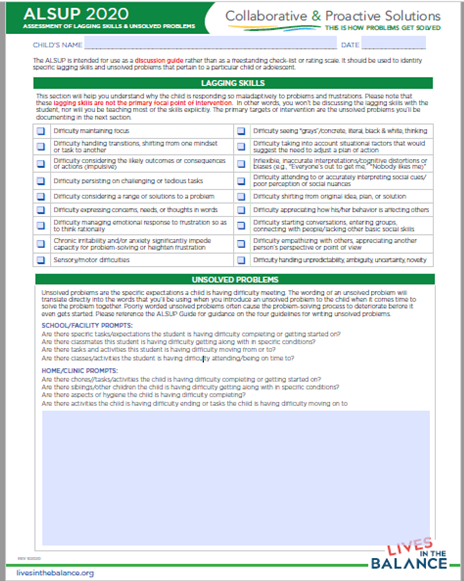 ALSUP 2020
ASSESSMENT OF LAGGING SKILLS & UNSOLVED PROBLEMS
Collaborative & Proactive Solutions
THIS IS HOW PROBLEMS GET SOLVED
CHILD'S NAME
DATE
The ALSUP is intended for use as a discussion guide rather than as a freestanding check-list or rating scale. It should be used to identify
specific lagging skills and unsolved problems that pertain to a particular child or adolescent.
LAGGING SKILLS
This section will help you understand why the child is responding so maladaptively to problems and frustrations. Please note that
these lagging skills are not the primary focal point of intervention. In other words, you won't be discussing the lagging skills with the
student, nor will you be teaching most of the skills explicitly. The primary targets or intervention are the unsolved problems you'll be
documenting in the next section.
Difficulty maintaining focus
Difficulty seeing "grays"/concrete, literal, black & white, thinking
Difficulty handling transitions, shifting from one mindset
or task to another
Difficulty taking into account situational factors that would
suggest the need to adjust a plan or action
Difficulty considering the likely outcomes or consequences
of actions (impulsive)
Inflexible, inaccurate interpretations/cognitive distortions or
biases (e.g., "Everyone's out to get me," "Nobody likes me)"
Difficulty persisting on challenging or tedious tasks
Difficulty attending to or accurately interpreting social cues/
poor perception or social nuances
Difficulty considering a range of solutions to a problem
Difficulty shifting from original idea, plan, or solution
Difficulty expressing concerns, needs, or thoughts in words
Difficulty appreciating how his/her behavior is affecting others
Difficulty managing emotional response to frustration so as
to think rationally
Difficulty starting conversations, entering groups,
connecting with people/lacking other basic social skills
Chronic irritability and/or anxiety significantly impede
capacity for problem-solving or heighten frustration
Difficulty empathizing with others, appreciating another
person's perspective or point of view
Sensory/motor difficulties
Difficulty handling unpredictability, ambiguity, uncertainty, novelty
UNSOLVED PROBLEMS
Unsolved problems are the specific expectations a child is having difficulty meeting. The wording or an unsolved problem will
translate directly into the words that you'll be using when you introduce an unsolved problem to the child when it comes time to
solve the problem together. Poorly worded unsolved problems often cause the problem-solving process to deteriorate before it
even gets started. Please reference the ALSUP Guide for guidance on the four guidelines for writing unsolved problems.
SCHOOL/FACILITY PROMPTS:
Are there specific tasks/expectations the student is having difficulty completing or getting started on?
Are there classmates this student is having difficulty getting along with in specific conditions?
Are there tasks and activities this student is having difficulty moving from or to?
Are there classes/activities the student is having difficulty attending/being on time to?
HOME/CLINIC PROMPTS:
Are there chores/tasks/activities the child is having difficulty completing or getting started on?
Are there siblings/other children the child is having difficulty getting along with in specific conditions?
Are there aspects or hygiene the child is having difficulty completing?
Are there activities the child is having difficulty ending or tasks the child is having difficulty moving on to
LIVES
IN THE
BALANCE
livesinthebalance.org